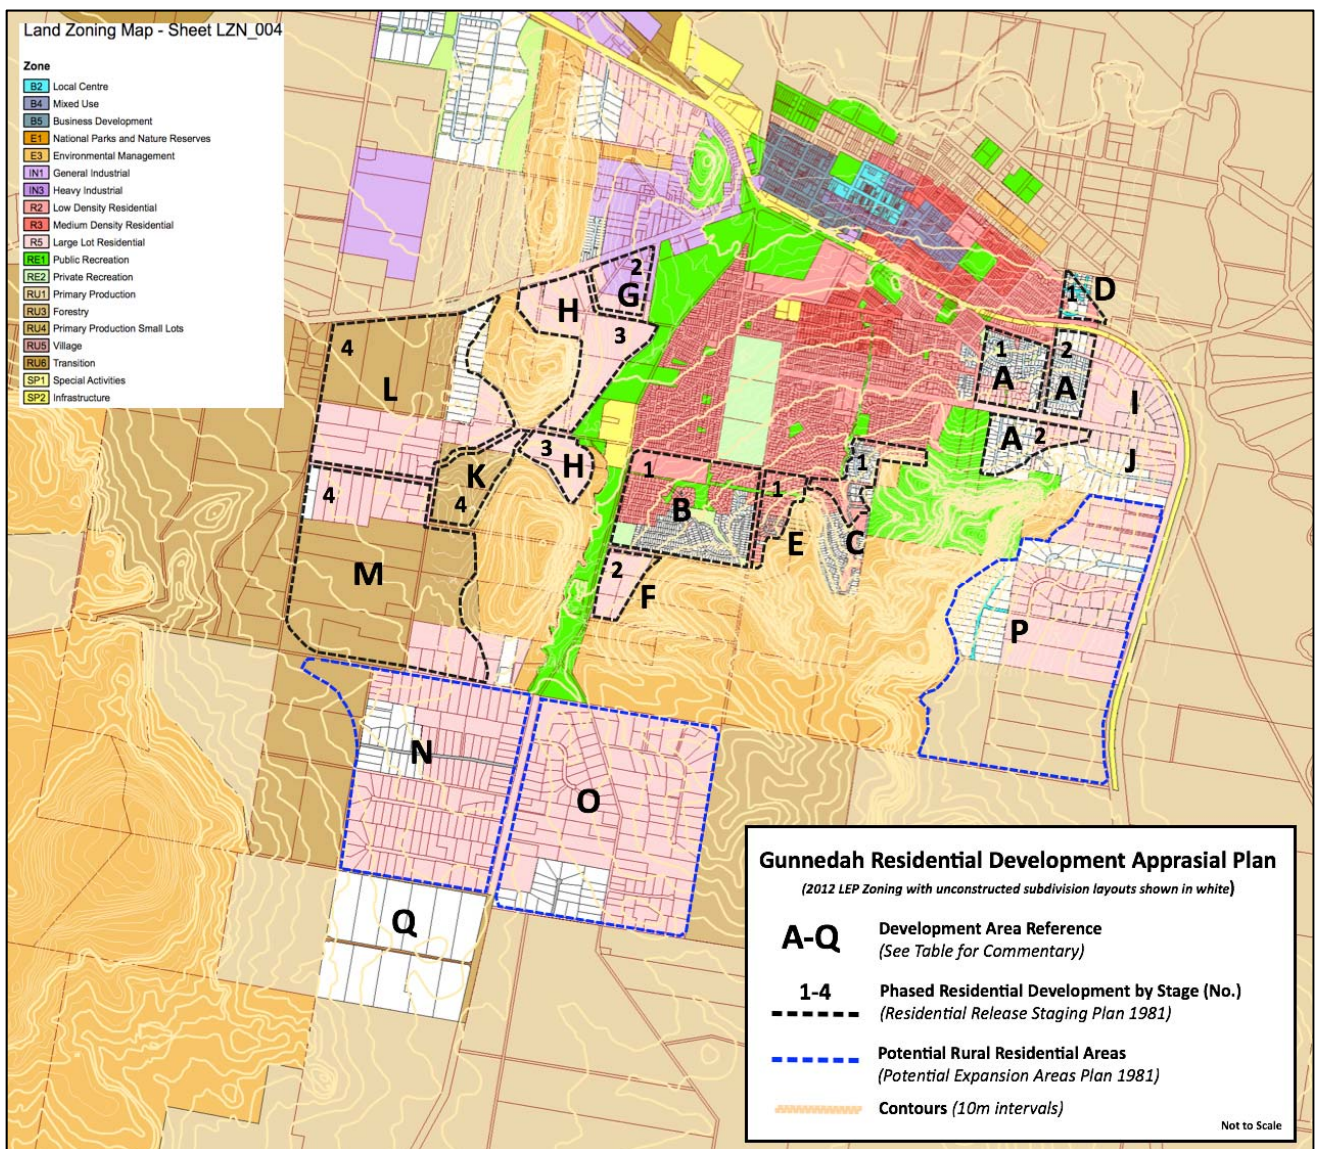 Land Zoning Map - Sheet LZN_004
Zone
B2 Local Centre
B4 Mixed Use
B5 Business Development
E1 National Parks and Nature Reserves
E3 Environmental Management
IN1 General Industrial
IN3 Heavy Industrial
R2 Low Density Residential
R3 Medium Density Residential
R5 Large Lot Residential
RE1 Public Recreation
RE2 Private Recreation
RU1 Primary Production
RU3 Forestry
RU4 Primary Production Small Lots
RU5 Village
RU6 Transition
SP1 Special Activities
SP2 Infrastructure
2
G
H
3
1
D
4
L
1
A
2
A
I
A
2
J
3
H
K
4
4
1
B
1
E
1
C
M
2
F
P
N
O
Q
Gunnedah Residential Development Apprasial Plan
(2012 LEP Zoning with unconstructed subdivision layouts shown in white)
A-Q
Development Area Reference
(See Table for Commentary)
1-4
Phased Residential Development by Stage (No.)
(Residential Release Staging Plan 1981)
Potential Rural Residential Areas
(Potential Expansion Areas Plan 1981)
Contours (10m intervals)
Not to Scale